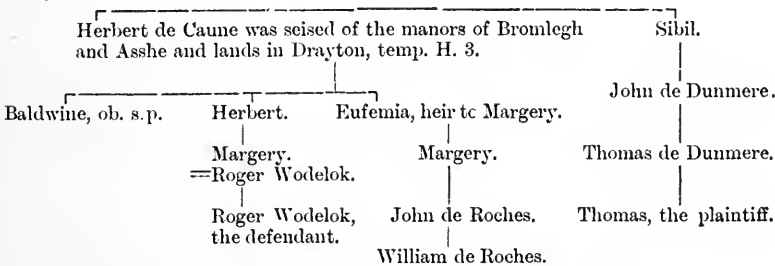 Herbert de Caune was seised of the manors of Bromlegh
and Asshe and lands in Drayton, temp. H. 3.
Sibil.
Baldwine, ob. s.p.
Herbert.
Eufemia, heir tc Margery.
John de Dunmere.
Margery.
=Roger Wodelok.
Margery.
Thomas de Dunmere.
Roger Wodelok,
the defendant.
John de Roches.
Thomas, the plaintiff.
William de Roches.